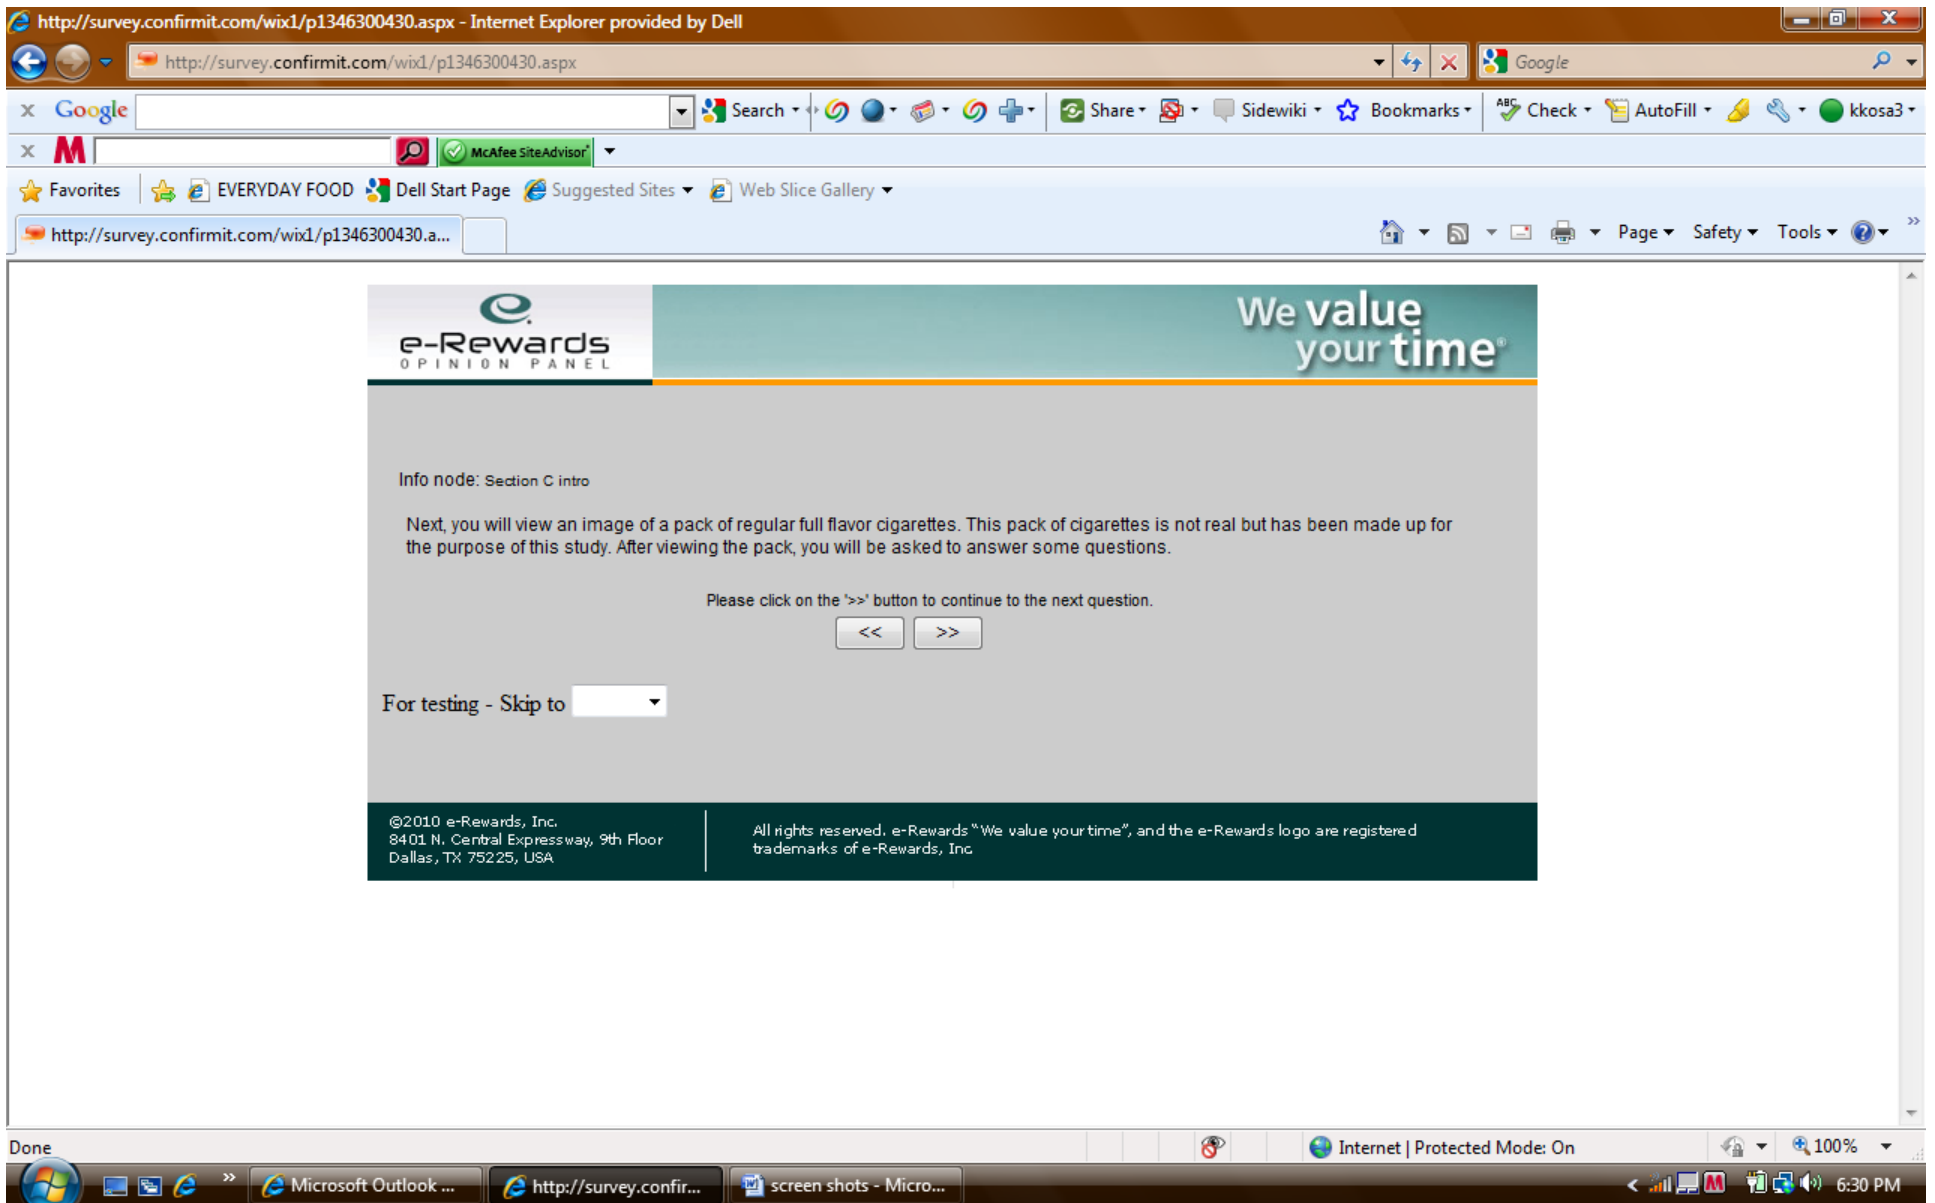 http://survey.confirmit.com/wix1/p1346300430.aspx - Internet Explorer provided by Dell
http://survey.confirmit.com/wix1/p1346300430.aspx
Google
Google
Search
Share
Sidewiki
Bookmarks
Check
AutoFill
kkosa3
McAfee SiteAdvisor
Favorites
EVERYDAY FOOD
Dell Start Page
Suggested Sites
Web Slice Gallery
http://survey.confirmit.com/wix1/p1346300430.a...
Page
Safety
Tools
e-Rewards
OPINION PANEL
We value
your time®
Info node: Section C intro
Next, you will view an image of a pack of regular full flavor cigarettes. This pack of cigarettes is not real but has been made up for
the purpose of this study. After viewing the pack, you will be asked to answer some questions.
Please click on the '>>' button to continue to the next question.
<< >>
For testing - Skip to
©2010 e-Rewards, Inc.
8401 N. Central Expressway, 9th Floor
Dallas, TX 75225, USA
All rights reserved. e-Rewards “We value your time”, and the e-Rewards logo are registered
trademarks of e-Rewards, Inc
Done
Internet | Protected Mode: On
100%
Microsoft Outlook ...
http://survey.confir...
screen shots - Micro...
6:30 PM